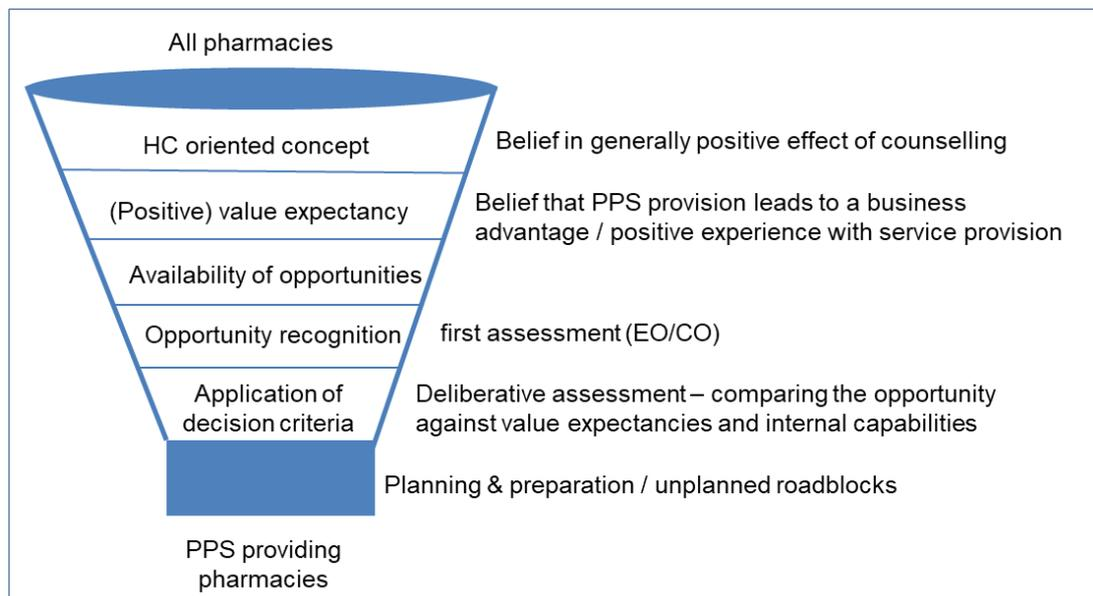 All pharmacies
HC oriented concept
Belief in generally positive effect of counselling
(Positive) value expectancy
Belief that PPS provision leads to a business
advantage / positive experience with service provision
Availability of opportunities
Opportunity recognition
first assessment (EO/CO)
Application of
decision criteria
Deliberative assessment – comparing the opportunity
against value expectancies and internal capabilities
Planning & preparation / unplanned roadblocks
PPS providing
pharmacies